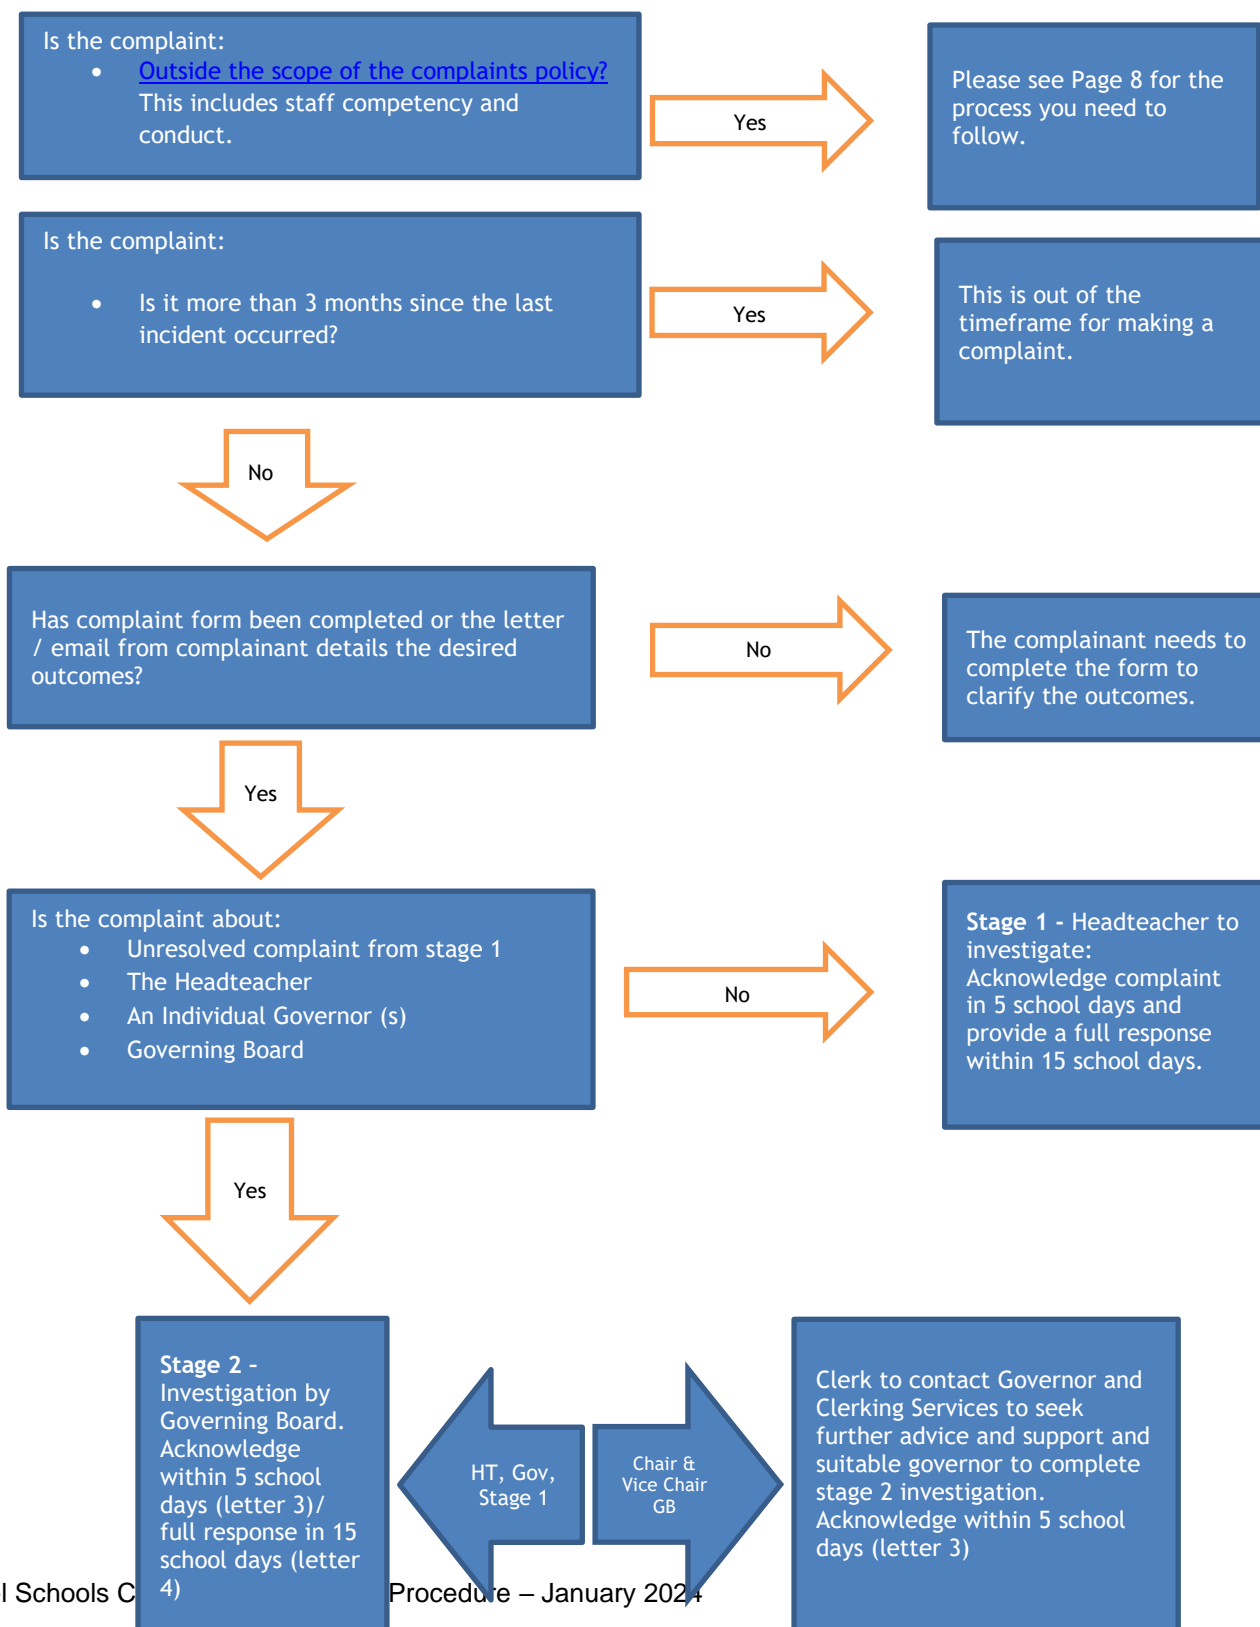 Is the complaint:
• Outside the scope of the complaints policy?
This includes staff competency and
conduct.
Yes
Please see Page 8 for the
process you need to
follow.
Is the complaint:
• Is it more than 3 months since the last
incident occurred?
Yes
This is out of the
timeframe for making a
complaint.
No
Has complaint form been completed or the letter
/ email from complainant details the desired
outcomes?
No
The complainant needs to
complete the form to
clarify the outcomes.
Yes
Is the complaint about:
• Unresolved complaint from stage 1
• The Headteacher
• An Individual Governor (s)
• Governing Board
No
Stage 1 - Headteacher to
investigate:
Acknowledge complaint
in 5 school days and
provide a full response
within 15 school days.
Yes
Stage 2 –
Investigation by
Governing Board.
Acknowledge
within 5 school
days (letter 3)/
full response in 15
school days (letter
4)
HT, Gov,
Stage 1
Chair &
Vice Chair
GB
Clerk to contact Governor and
Clerking Services to seek
further advice and support and
suitable governor to complete
stage 2 investigation.
Acknowledge within 5 school
days (letter 3)
Schools Procedure – January 2024